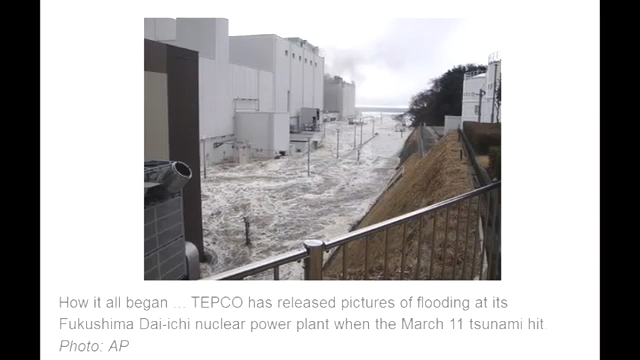 How it all began ... TEPCO has released pictures of flooding at its
Fukushima Dai-ichi nuclear power plant when the March 11 tsunami hit.
Photo: AP